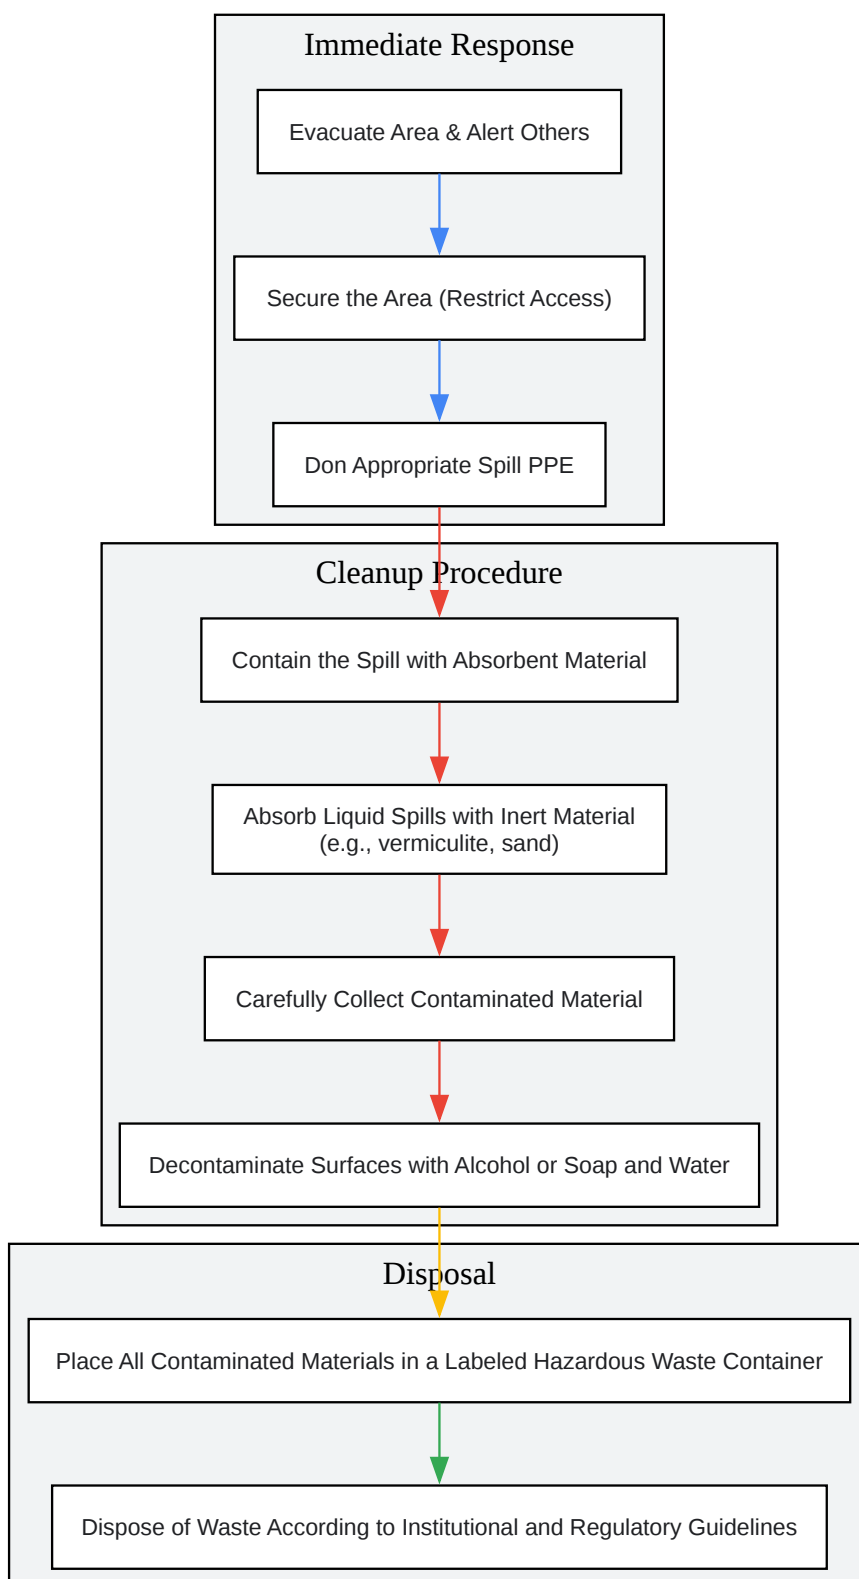 Immediate Response
Evacuate Area & Alert Others
Secure the Area (Restrict Access)
Don Appropriate Spill PPE
Cleanup Procedure
Contain the Spill with Absorbent Material
Absorb Liquid Spills with Inert Material
(e.g., vermiculite, sand)
Carefully Collect Contaminated Material
Decontaminate Surfaces with Alcohol or Soap and Water
Disposal
Place All Contaminated Materials in a Labeled Hazardous Waste Container
Dispose of Waste According to Institutional and Regulatory Guidelines